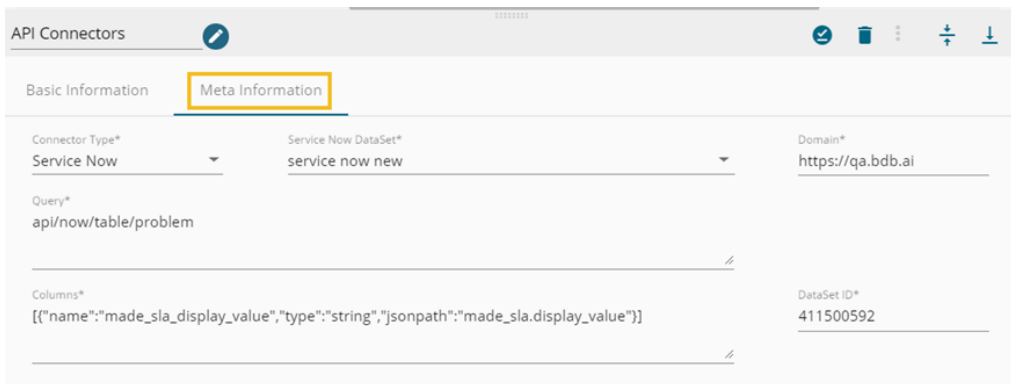 API Connectors
Basic Information
Meta Information
Connector Type*
Service Now DataSet*
Domain*
Service Now
service now new
https://qa.bdb.ai
Query*
api/now/table/problem
Columns*
DataSet ID*
[{"name":"made_sla_display_value","type":"string","jsonpath":"made_sla.display_value"}]
411500592